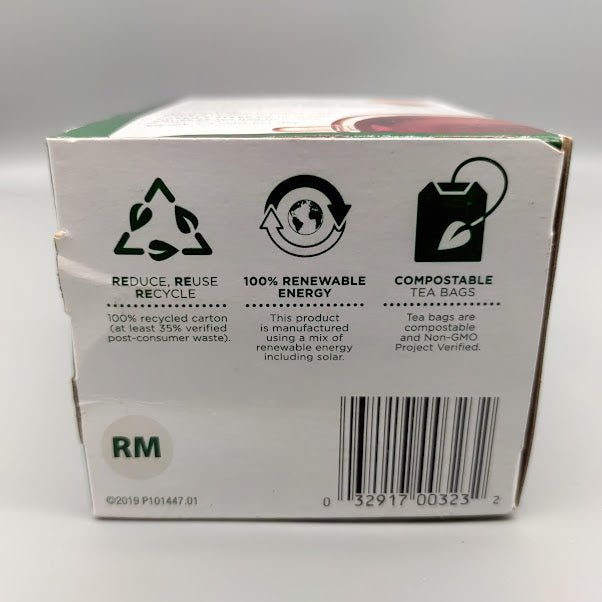 REDUCE, REUSE
RECYCLE
100% recycled carton
(at least 35% verified
post-consumer waste).
100% RENEWABLE
ENERGY
This product
is manufactured
using a mix of
renewable energy
including solar.
COMPOSTABLE
TEA BAGS
Tea bags are
compostable
and Non-GMO
Project Verified.
RM
©2019 P101447.01
0 32917 00323 2